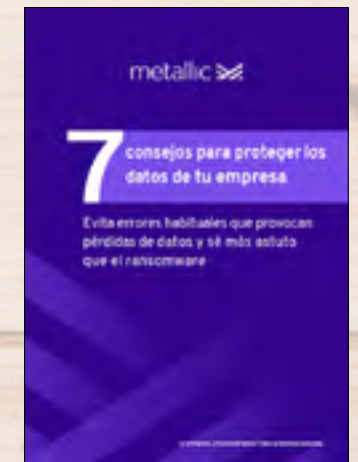 metallic
7
consejos para proteger los
datos de tu empresa
Evita errores habituales que provocan
pérdidas de datos y sé más astuto
que el ransomware